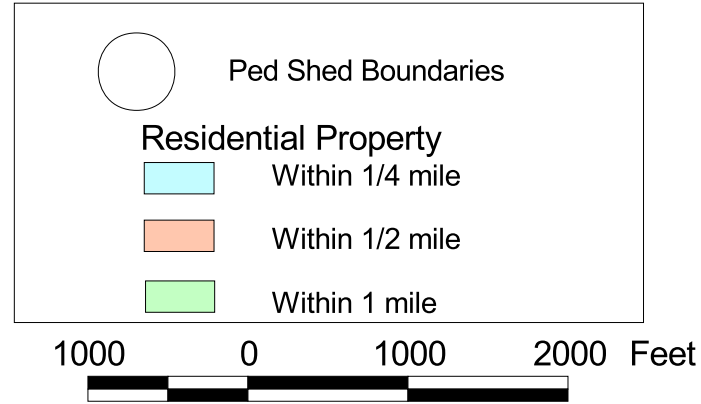 Ped Shed Boundaries
Residential Property
Within 1/4 mile
Within 1/2 mile
Within 1 mile
1000 0 1000 2000 Feet